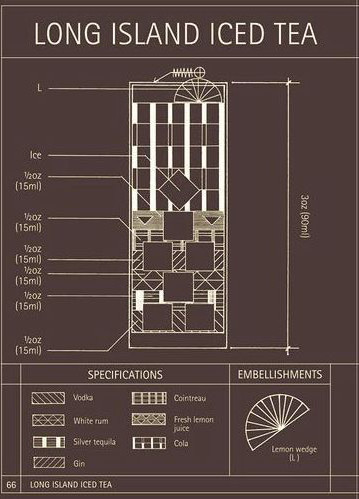 LONG ISLAND ICED TEA
L
Ice
½oz
(15ml)
½oz
(15ml)
½oz
(15ml)
½oz
(15ml)
½oz
(15ml)
½oz
(15ml)
3oz (90ml)
SPECIFICATIONS
Vodka
White rum
Silver tequila
Gin
Cointreau
Fresh lemon
juice
Cola
EMBELLISHMENTS
Lemon wedge
(L)
66 LONG ISLAND ICED TEA